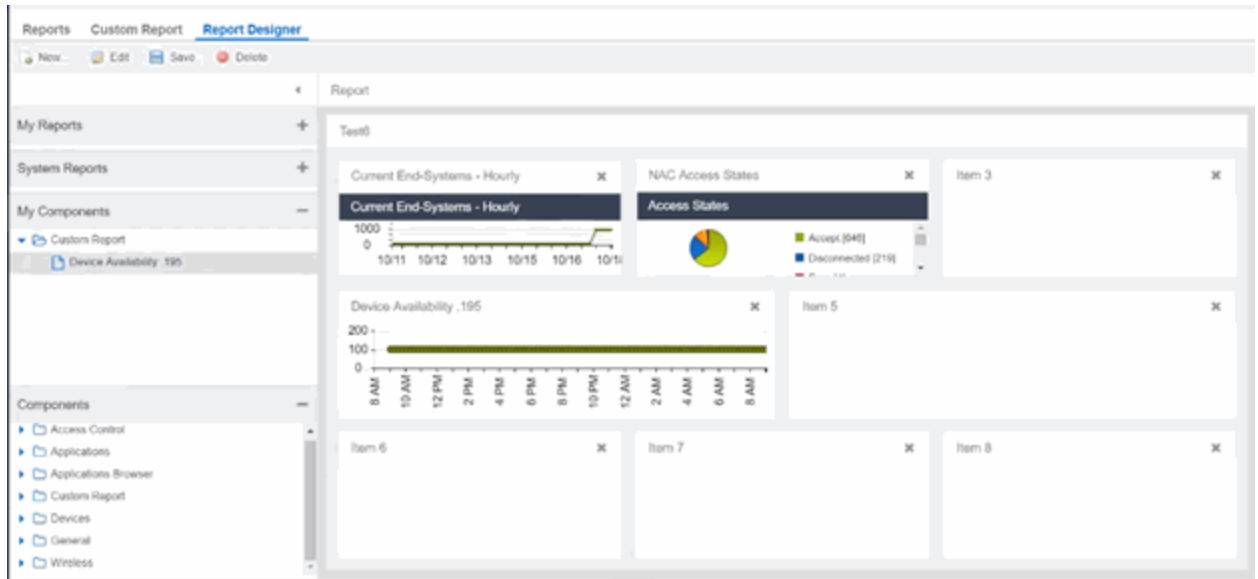 Reports Custom Report Report Designer
New... Edit Save Delete
Report
My Reports
Test6
System Reports
Current End-Systems - Hourly NAC Access States Item 3
My Components
Current End-Systems - Hourly Access States
Custom Report
Device Availability .195
1000
0
10/11 10/12 10/13 10/15 10/16
Accept [646]
Disconnected [219]
Device Availability .195 Item 5
200
100
0
8 AM 10 AM 12 PM 2 PM 4 PM 6 PM 8 PM 10 PM 12 AM 2 AM 4 AM 6 AM 8 AM
Components
Access Control
Applications
Applications Browser
Custom Report
Devices
General
Wireless
Item 6 Item 7 Item 8